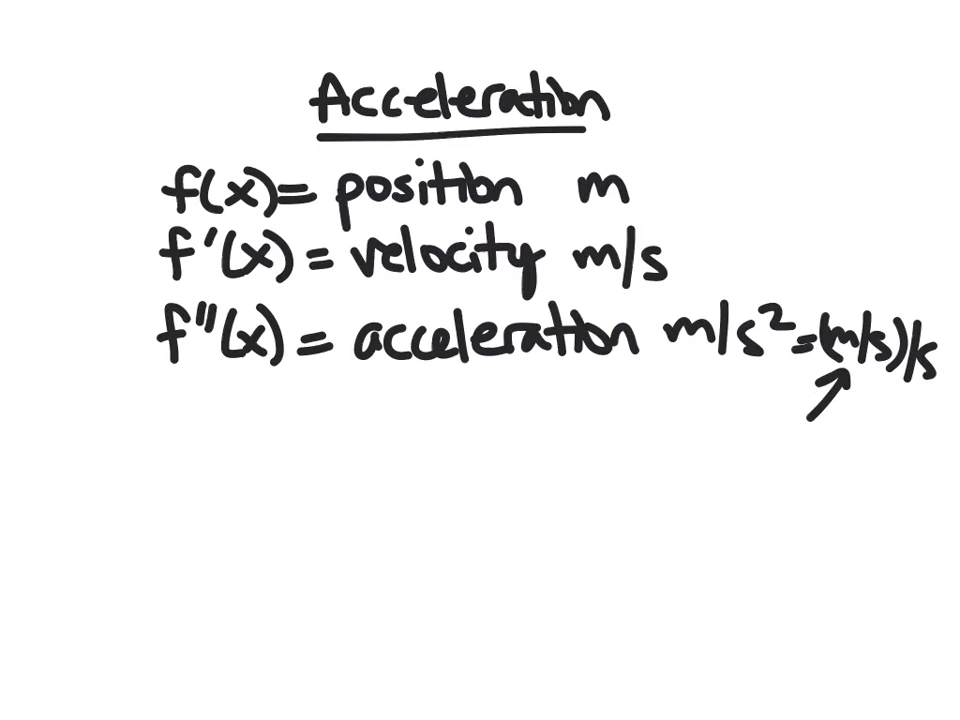 Acceleration
f(x) = position m
f'(x) = velocity m/s
f"(x) = acceleration m/s² = (m/s)/s